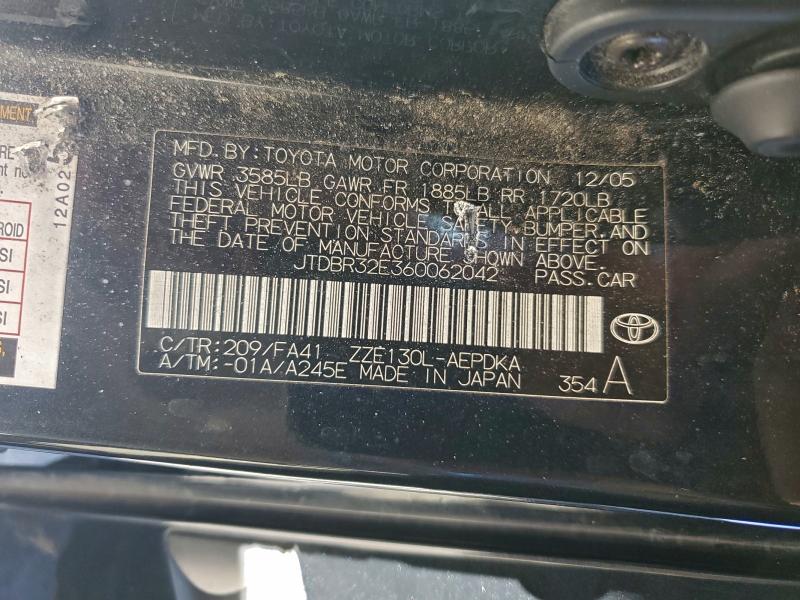 MFD. BY: TOYOTA MOTOR CORPORATION 12/05
GVWR 3585LB GAWR FR 1885LB RR 1720LB
THIS VEHICLE CONFORMS TO ALL APPLICABLE
FEDERAL MOTOR VEHICLE SAFETY, BUMPER, AND
THEFT PREVENTION STANDARDS IN EFFECT ON
THE DATE OF MANUFACTURE SHOWN ABOVE.
JTDBR32E360062042 PASS. CAR
C/TR: 209/FA41 ZZE130L-AEPDKA
A/TM: -01A/A245E MADE IN JAPAN 354 A
12A02